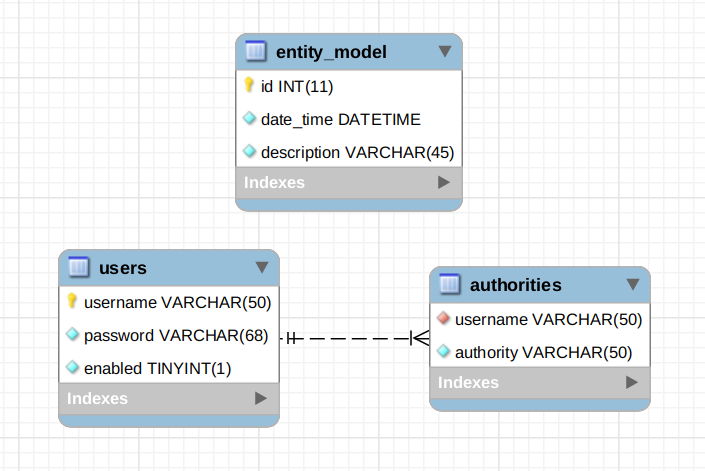 entity_model
id INT(11)
date_time DATETIME
description VARCHAR(45)
Indexes
users
username VARCHAR(50)
password VARCHAR(68)
enabled TINYINT(1)
Indexes
authorities
username VARCHAR(50)
authority VARCHAR(50)
Indexes